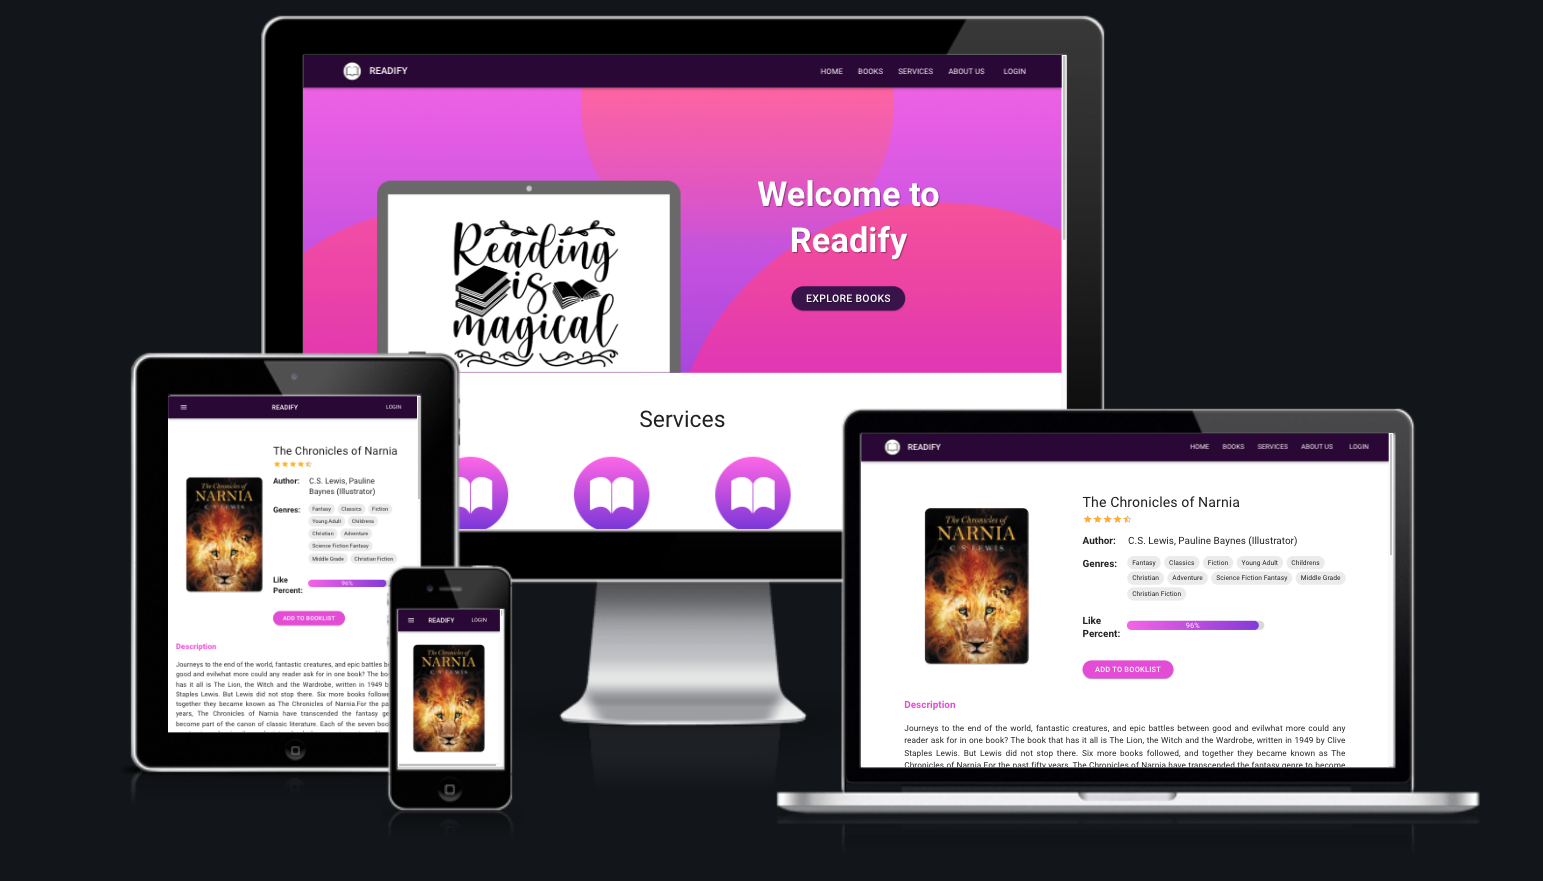 READIFY
HOME BOOKS SERVICES ABOUT US LOGIN
Reading
is
magical
Welcome to
Readify
EXPLORE BOOKS
Services
READIFY
LOGIN
The Chronicles of Narnia
The Chronicles of
NARNIA
C·S·LEWIS
Author: C.S. Lewis, Pauline
Baynes (Illustrator)
Genres: Fantasy Classics Fiction
Young Adult Childrens
Christian Adventure
Science Fiction Fantasy
Middle Grade Christian Fiction
Like
Percent: 96%
ADD TO BOOKLIST
Description
Journeys to the end of the world, fantastic creatures, and epic battles
good and evilwhat more could any reader ask for in one book? The
has it all is The Lion, the Witch and the Wardrobe, written in 1949
Staples Lewis. But Lewis did not stop there. Six more books
together they became known as The Chronicles of Narnia.For the
years, The Chronicles of Narnia have transcended the fantasy
become part of the canon of classic literature. Each of the seven
READIFY
LOGIN
The Chronicles of
NARNIA
C·S·LEWIS
READIFY
HOME BOOKS SERVICES ABOUT US LOGIN
The Chronicles of Narnia
The Chronicles of
NARNIA
C·S·LEWIS
Author: C.S. Lewis, Pauline Baynes (Illustrator)
Genres: Fantasy Classics Fiction Young Adult Childrens
Christian Adventure Science Fiction Fantasy Middle Grade
Christian Fiction
Like
Percent: 96%
ADD TO BOOKLIST
Description
Journeys to the end of the world, fantastic creatures, and epic battles between good and evilwhat more could any
reader ask for in one book? The book that has it all is The Lion, the Witch and the Wardrobe, written in 1949 by Clive
Staples Lewis. But Lewis did not stop there. Six more books followed, and together they became known as The
Chronicles of Narnia.For the past fifty years, The Chronicles of Narnia have transcended the fantasy genre to become